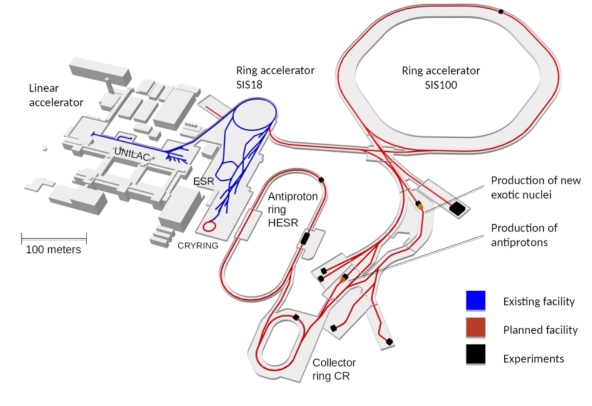 Linear
accelerator
Ring accelerator
SIS18
Ring accelerator
SIS100
UNILAC
ESR
CRYRING
100 meters
Antiproton
ring
HESR
Production of new
exotic nuclei
Production of
antiprotons
Collector
ring CR
Existing facility
Planned facility
Experiments